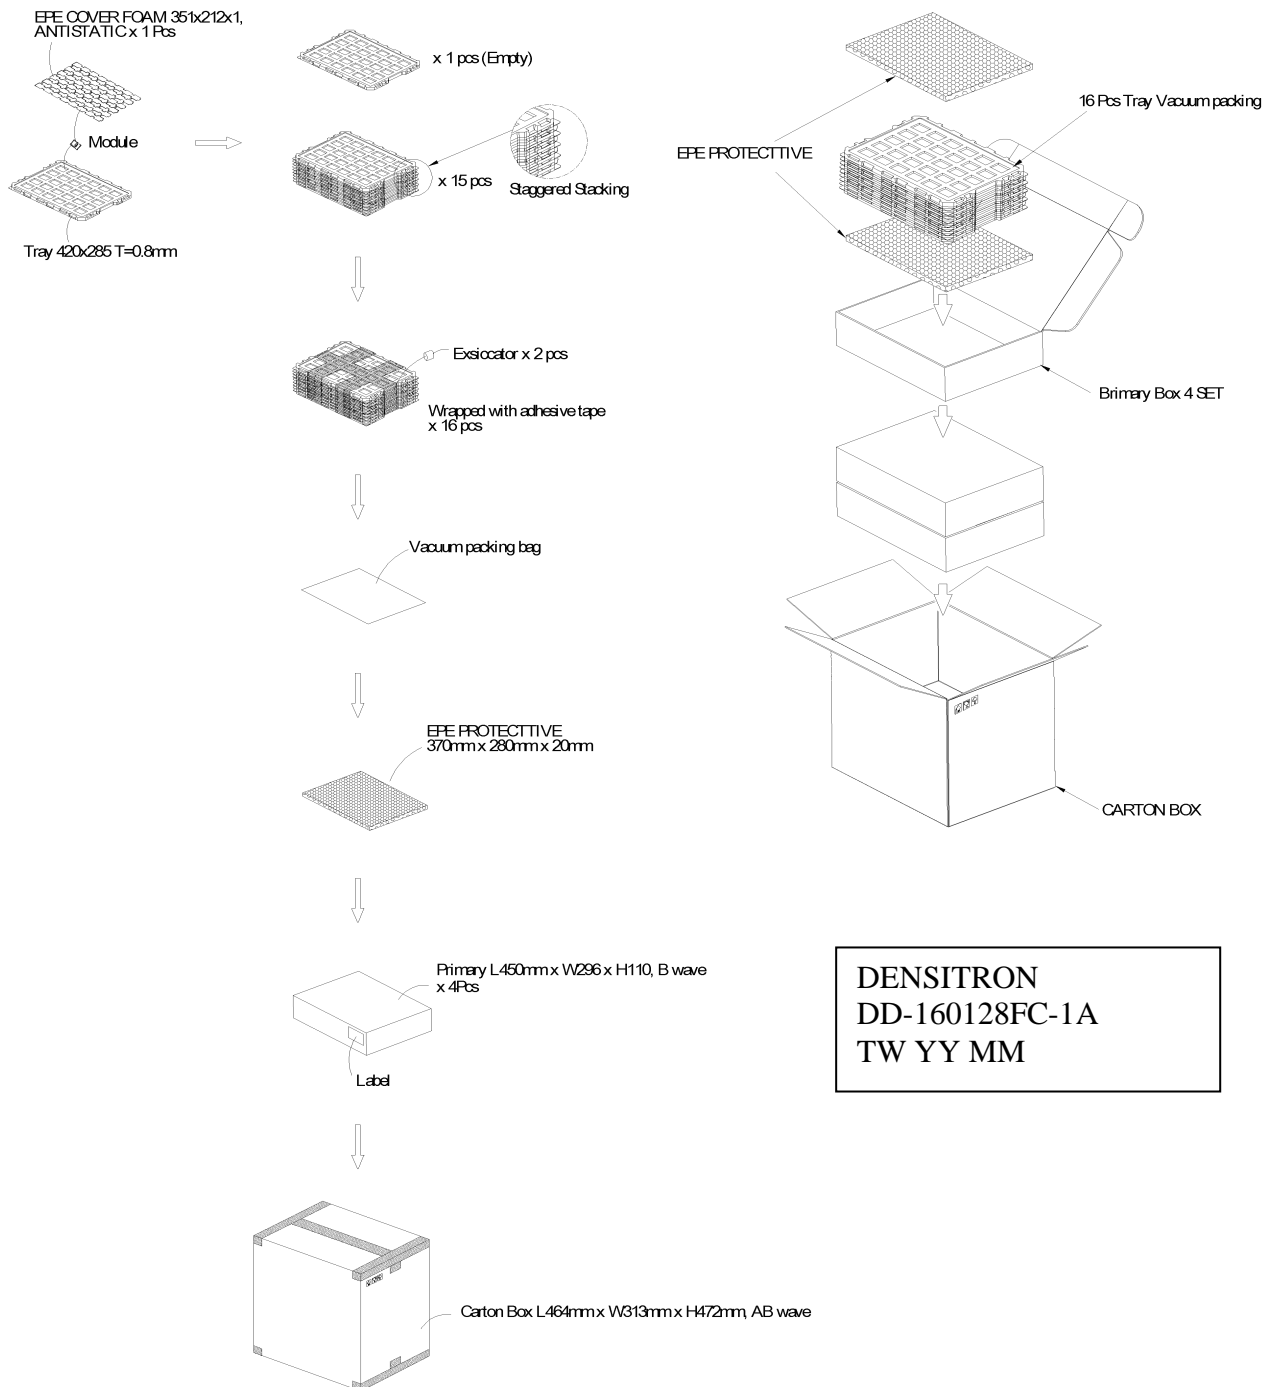 EPE COVER FOAM 351x212x1,
ANTISTATIC x 1 Pcs
Module
Tray 420x285 T=0.8mm
x 1 pcs (Empty)
x 15 pcs
Staggered Stacking
Exsiccator x 2 pcs
Wrapped with adhesive tape
x 16 pcs
Vacuum packing bag
EPE PROTECTTIVE
370mm x 280mm x 20mm
Primary L450mm x W296 x H110, B wave
x 4Pcs
Label
Carton Box L464mm x W313mm x H472mm, AB wave
16 Pcs Tray Vacuum packing
EPE PROTECTTIVE
Brimary Box 4 SET
CARTON BOX
DENSITRON
DD-160128FC-1A
TW YY MM